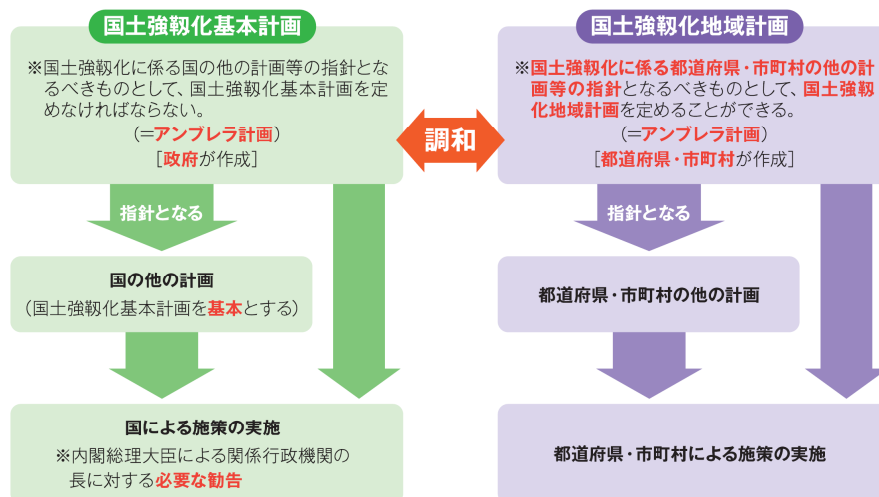 国土強靱化基本計画
※国土強靱化に係る国の他の計画等の指針とな
るべきものとして、国土強靱化基本計画を定
めなければならない。
(=アンブレラ計画)
[政府が作成]
調和
国土強靱化地域計画
※国土強靱化に係る都道府県・市町村の他の計
画等の指針となるべきものとして、国土強靱
化地域計画を定めることができる。
(=アンブレラ計画)
[都道府県・市町村が作成]
指針となる
指針となる
国の他の計画
(国土強靱化基本計画を基本とする)
都道府県・市町村の他の計画
国による施策の実施
※内閣総理大臣による関係行政機関の
長に対する必要な勧告
都道府県・市町村による施策の実施